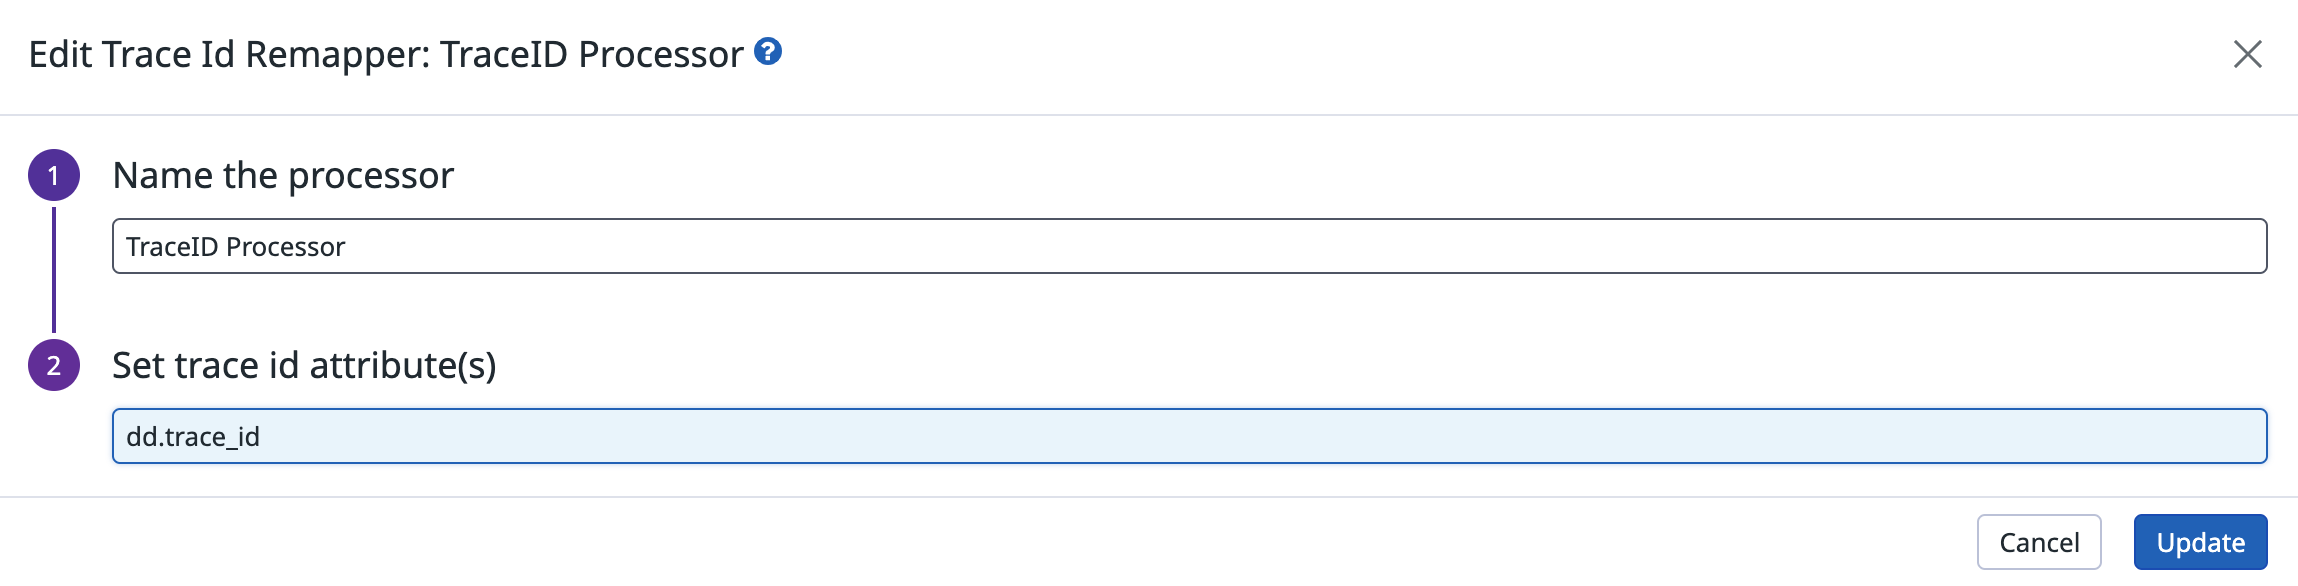 Edit Trace Id Remapper: TraceID Processor ?
1 Name the processor
TraceID Processor
2 Set trace id attribute(s)
dd.trace_id
Cancel Update